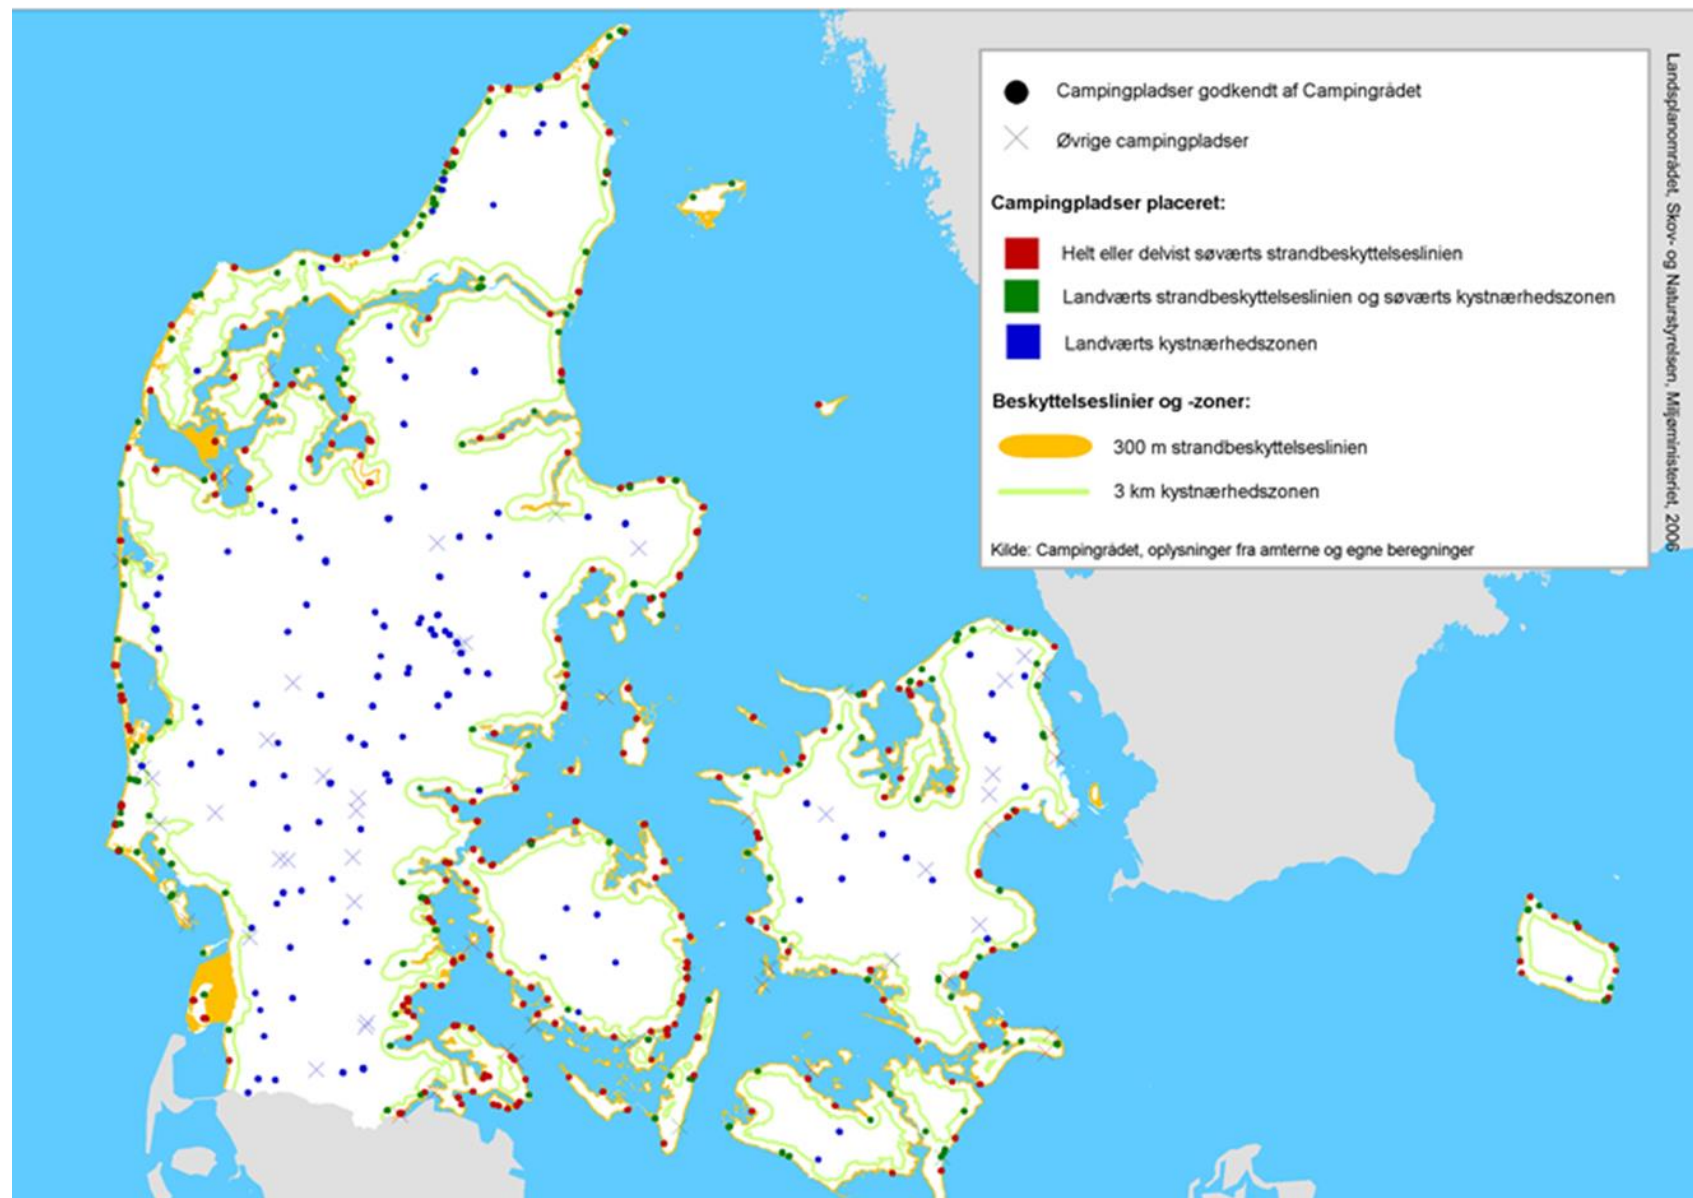 Campingpladser godkendt af Campingrådet
Øvrige campingpladser
Campingpladser placeret:
Helt eller delvist søværts strandbeskyttelseslinien
Landværts strandbeskyttelseslinien og søværts kystnærhedszonen
Landværts kystnærhedszonen
Beskyttelseslinier og -zoner:
300 m strandbeskyttelseslinien
3 km kystnærhedszonen
Kilde: Campingrådet, oplysninger fra amterne og egne beregninger
Landsplanområdet, Skov- og Naturstyrelsen, Miljøministeriet, 2006